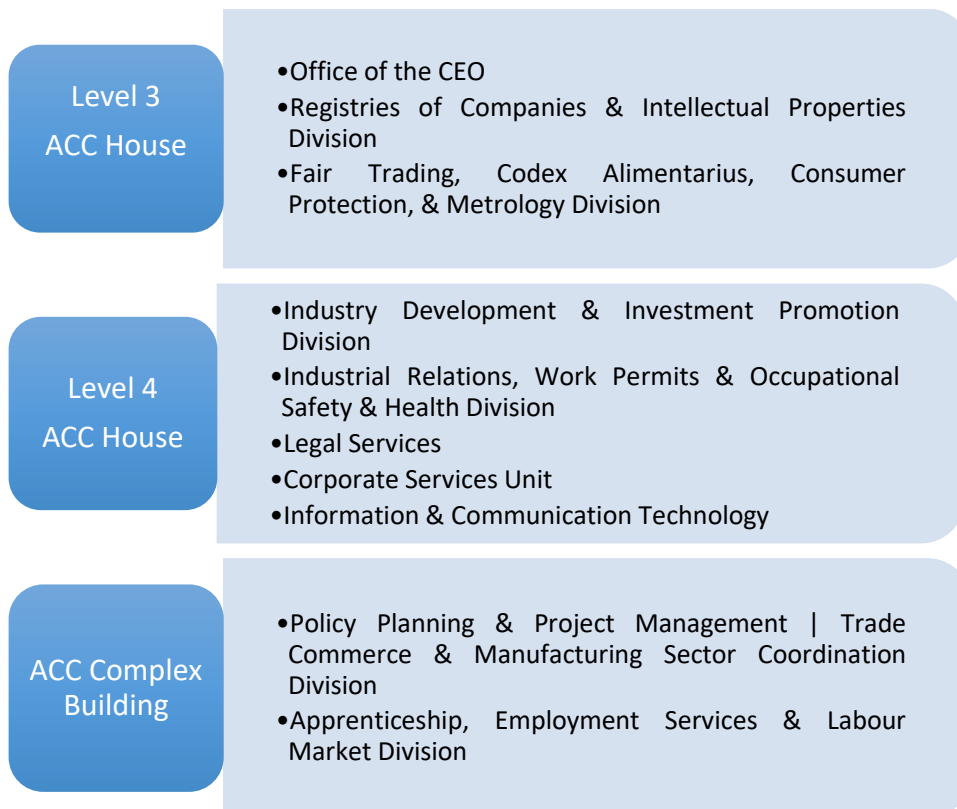 Level 3
ACC House
•Office of the CEO
•Registries of Companies & Intellectual Properties
Division
•Fair Trading, Codex Alimentarius, Consumer
Protection, & Metrology Division
Level 4
ACC House
•Industry Development & Investment Promotion
Division
•Industrial Relations, Work Permits & Occupational
Safety & Health Division
•Legal Services
•Corporate Services Unit
•Information & Communication Technology
ACC Complex
Building
•Policy Planning & Project Management | Trade
Commerce & Manufacturing Sector Coordination
Division
•Apprenticeship, Employment Services & Labour
Market Division